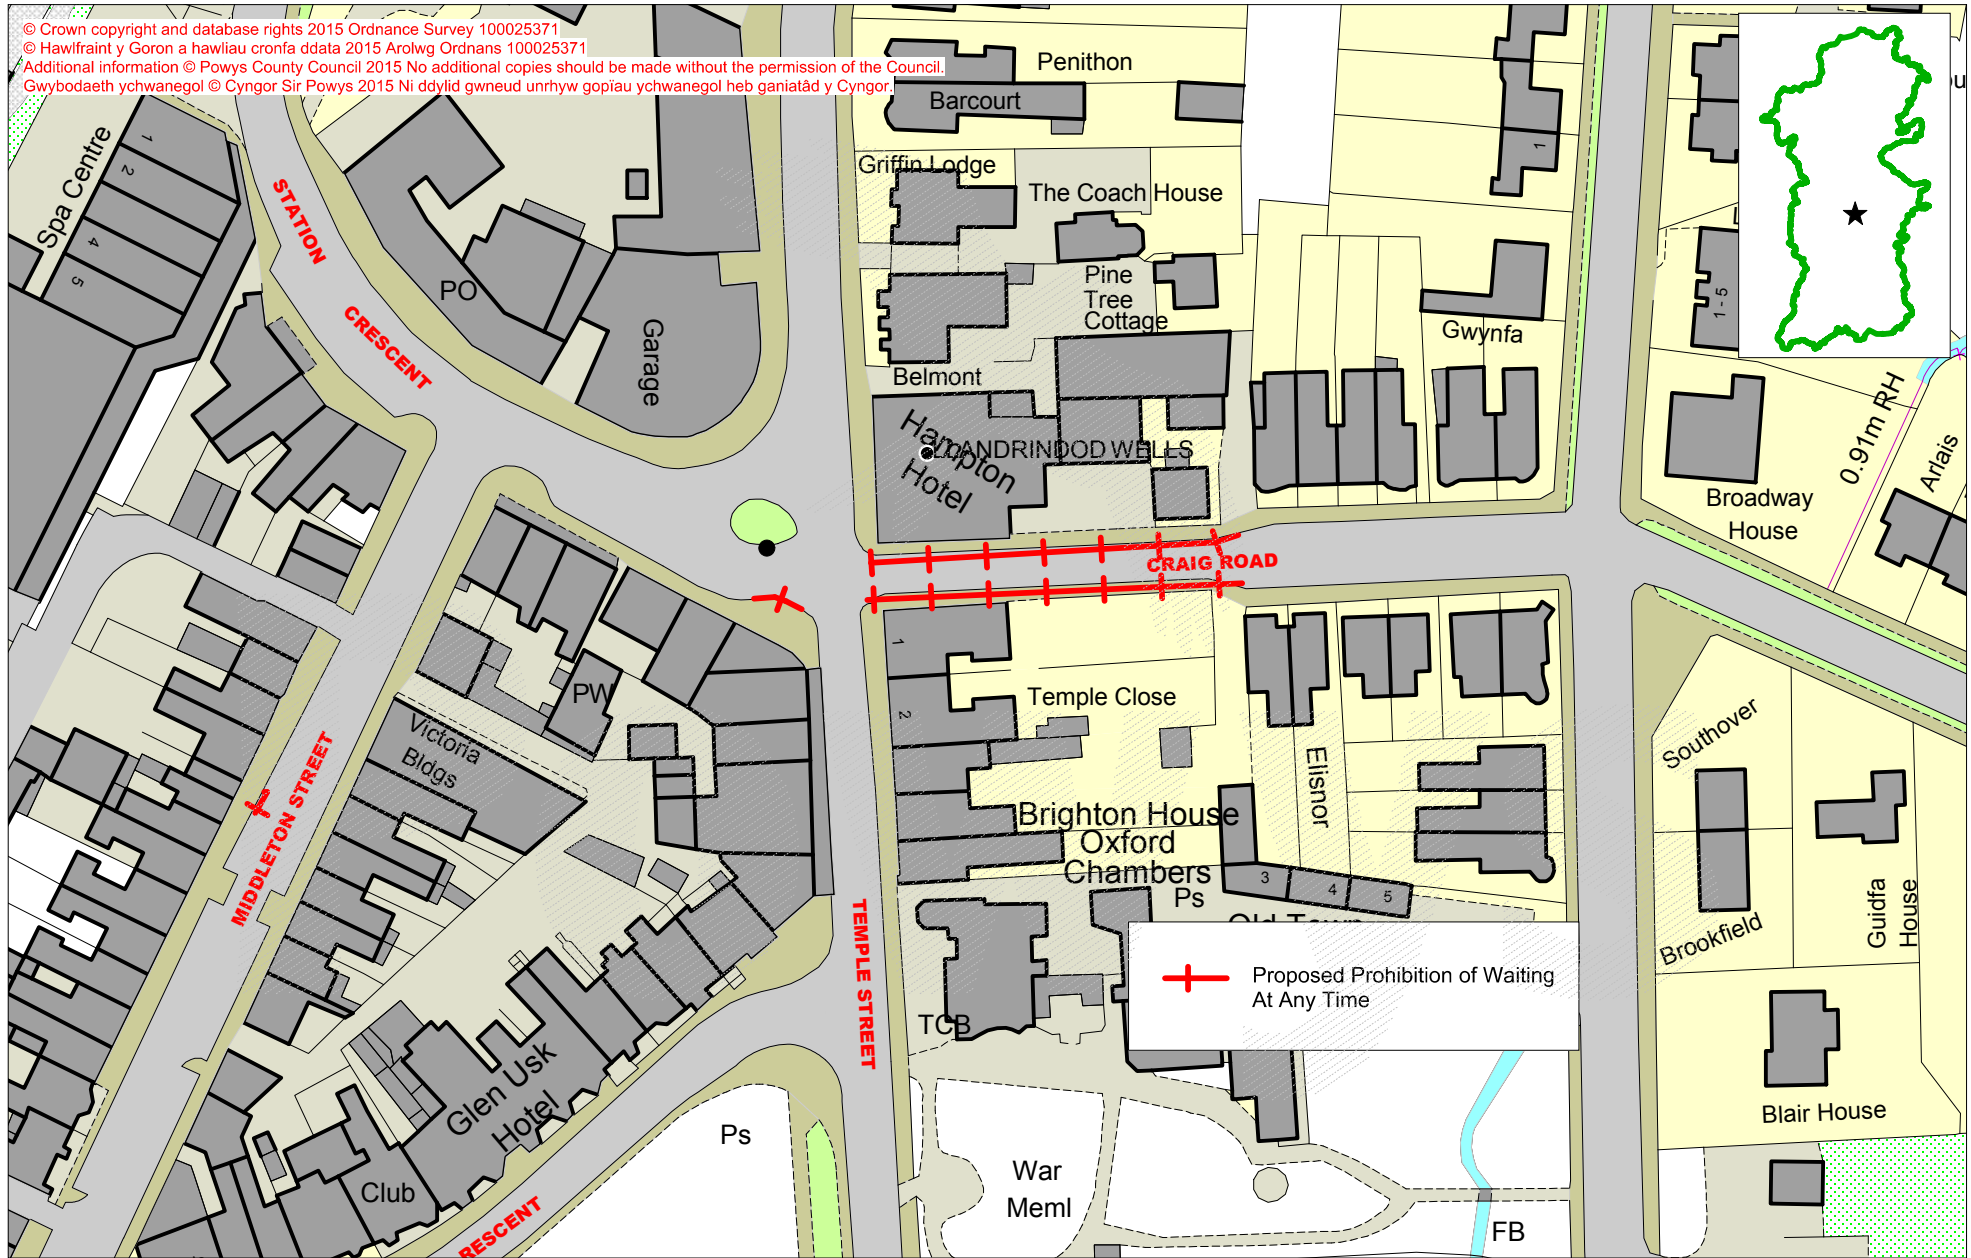 © Crown copyright and database rights 2015 Ordnance Survey 100025371
© Hawlfraint y Goron a hawliau cronfa ddata 2015 Arolwg Ordnans 100025371
Additional information © Powys County Council 2015 No additional copies should be made without the permission of the Council.
Gwybodaeth ychwanegol © Cyngor Sir Powys 2015 Ni ddylid gwneud unrhyw gopïau ychwanegol heb ganiatâd y Cyngor.
Penithon
Barcourt
Griffin Lodge
The Coach House
Pine
Tree
Cottage
Belmont
Hampton
Hotel
LLANDRINDOD WELLS
Gwynfa
1
1 - 5
Spa Centre
1
2
4
5
STATION
CRESCENT
PO
Garage
CRAIG ROAD
Broadway
House
0.91m RH
Arlais
PW
Victoria
Bldgs
MIDDLETON STREET
1
2
Temple Close
Elisnor
Brighton House
Oxford
Chambers
Ps
3
4
5
Southover
Brookfield
Guidfa
House
Blair House
TEMPLE STREET
TCB
Proposed Prohibition of Waiting
At Any Time
Glen Usk
Hotel
Club
RESCENT
Ps
War
Meml
FB